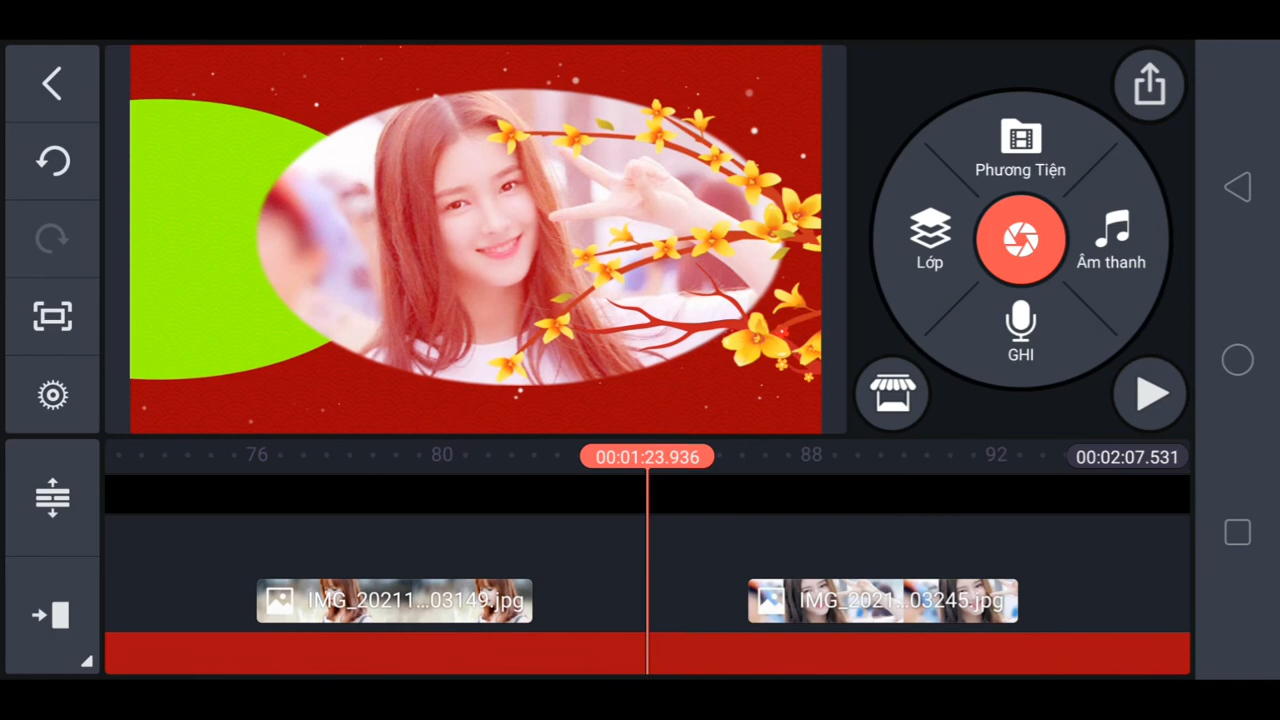 Phương Tiện
Lớp
Âm thanh
GHI
76
80
00:01:23.936
88
92
00:02:07.531
IMG_20211...03149.jpg
IMG_2021...03245.jpg